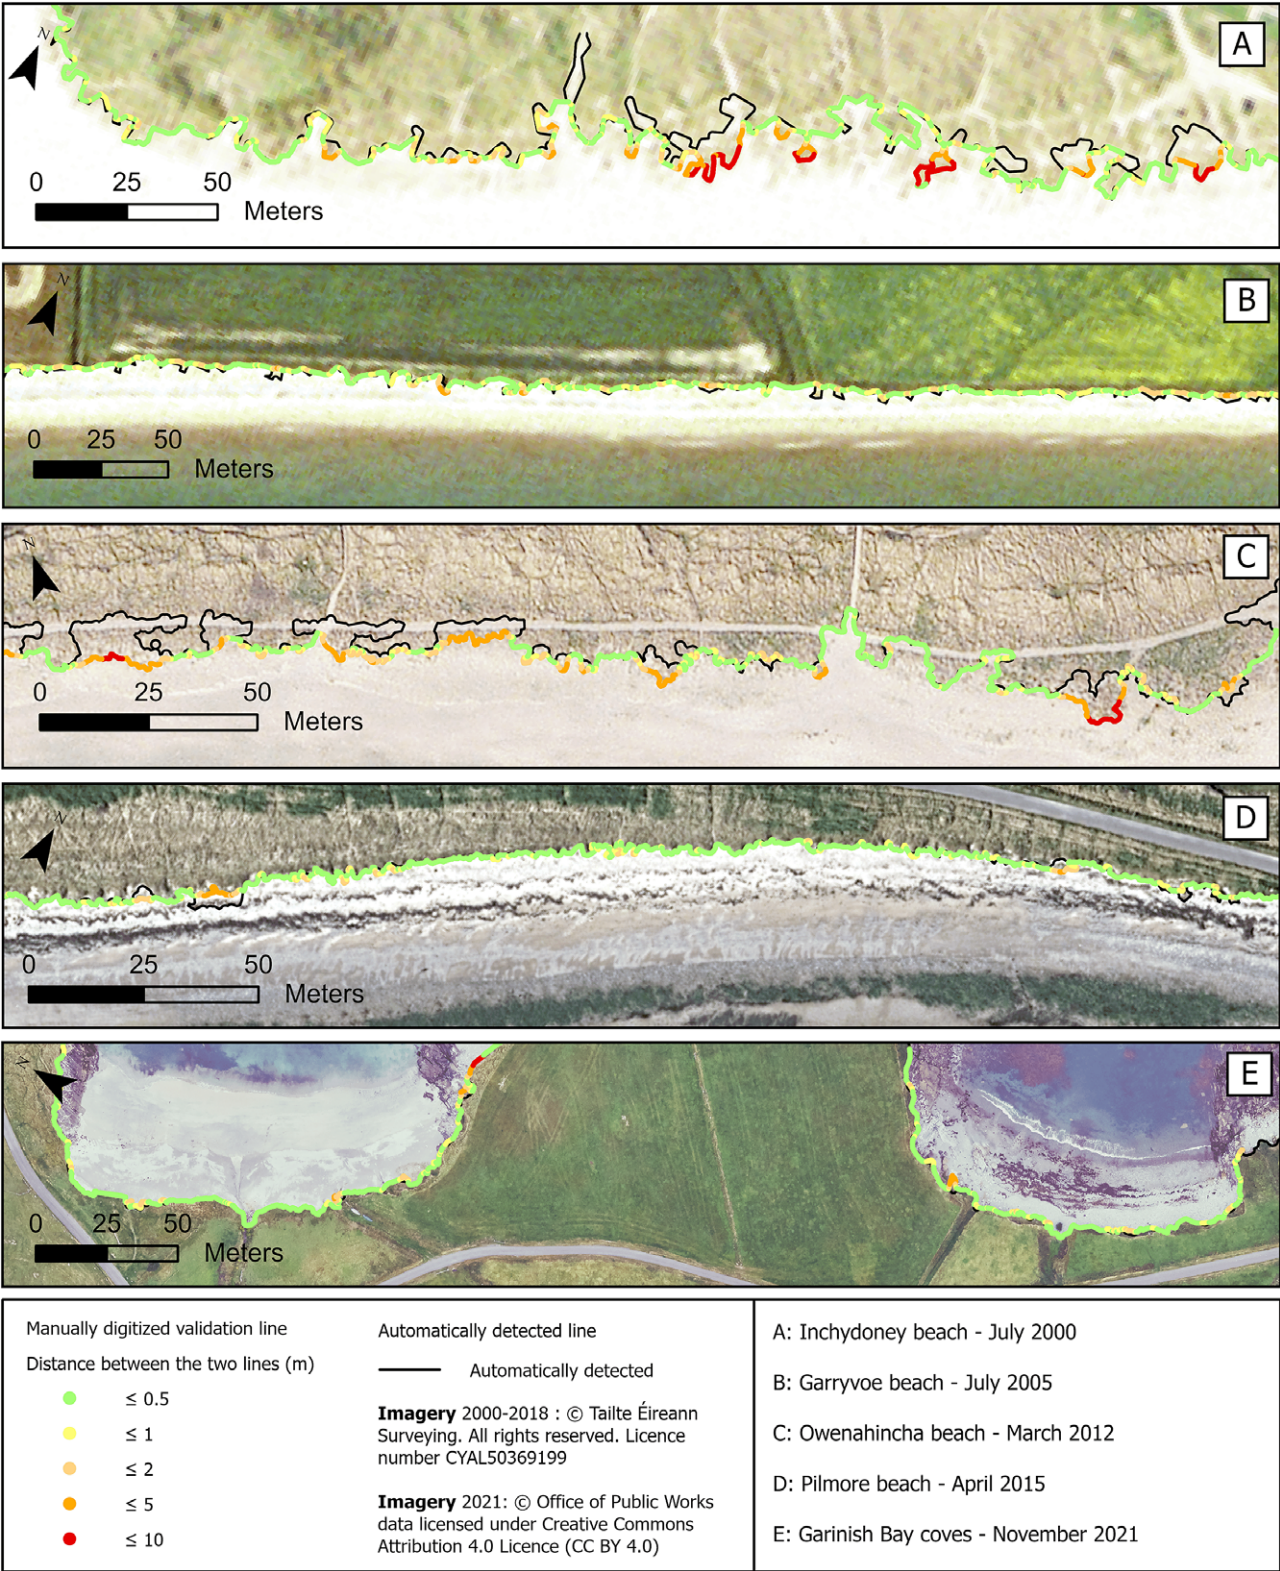 N
A
0 25 50
Meters
N
B
0 25 50
Meters
N
C
0 25 50
Meters
N
D
0 25 50
Meters
N
E
0 25 50
Meters
Manually digitized validation line
Distance between the two lines (m)
≤ 0.5
≤ 1
≤ 2
≤ 5
≤ 10
Automatically detected line
Automatically detected
Imagery 2000-2018 : © Tailte Éireann
Surveying. All rights reserved. Licence
number CYAL50369199
Imagery 2021: © Office of Public Works
data licensed under Creative Commons
Attribution 4.0 Licence (CC BY 4.0)
A: Inchydoney beach - July 2000
B: Garryvoe beach - July 2005
C: Owenahincha beach - March 2012
D: Pilmore beach - April 2015
E: Garinish Bay coves - November 2021